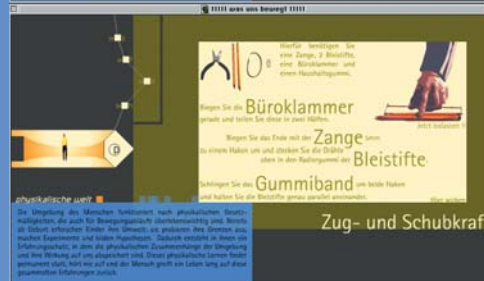 !!!!! was uns bewegt !!!!!
Hierfür benötigen Sie
eine Zange, 2 Bleistifte,
eine Büroklammer und
einen Haushaltsgummi.
Biegen Sie die Büroklammer
gerade und teilen Sie diese in zwei Hälften.
Jetzt loslassen !!
Biegen Sie das Ende mit der Zange
zu einem Haken um und stecken Sie die Drähte
oben in den Radiergummi der Bleistifte.
Schlingen Sie das Gummiband um beide Haken
und halten Sie die Bleistifte genau parallel aneinander.
physikalische welt
Die Umgebung des Menschen funktioniert nach physikalischen Gesetz-
mäßigkeiten, die auch für Bewegungsabläufe überlebenswichtig sind. Bereits
ab Geburt erforschen Kinder ihre Umwelt: sie probieren ihre Grenzen aus,
machen Experimente und bilden Hypothesen. Dadurch entsteht in ihnen ein
Erfahrungsschatz, in dem die physikalischen Zusammenhänge der Umgebung
und ihre Wirkung auf uns abgespeichert sind. Dieses physikalische Lernen findet
permanent statt, hört nie auf und der Mensch greift ein Leben lang auf diese
gesammelten Erfahrungen zurück.
Zug- und Schubkraf